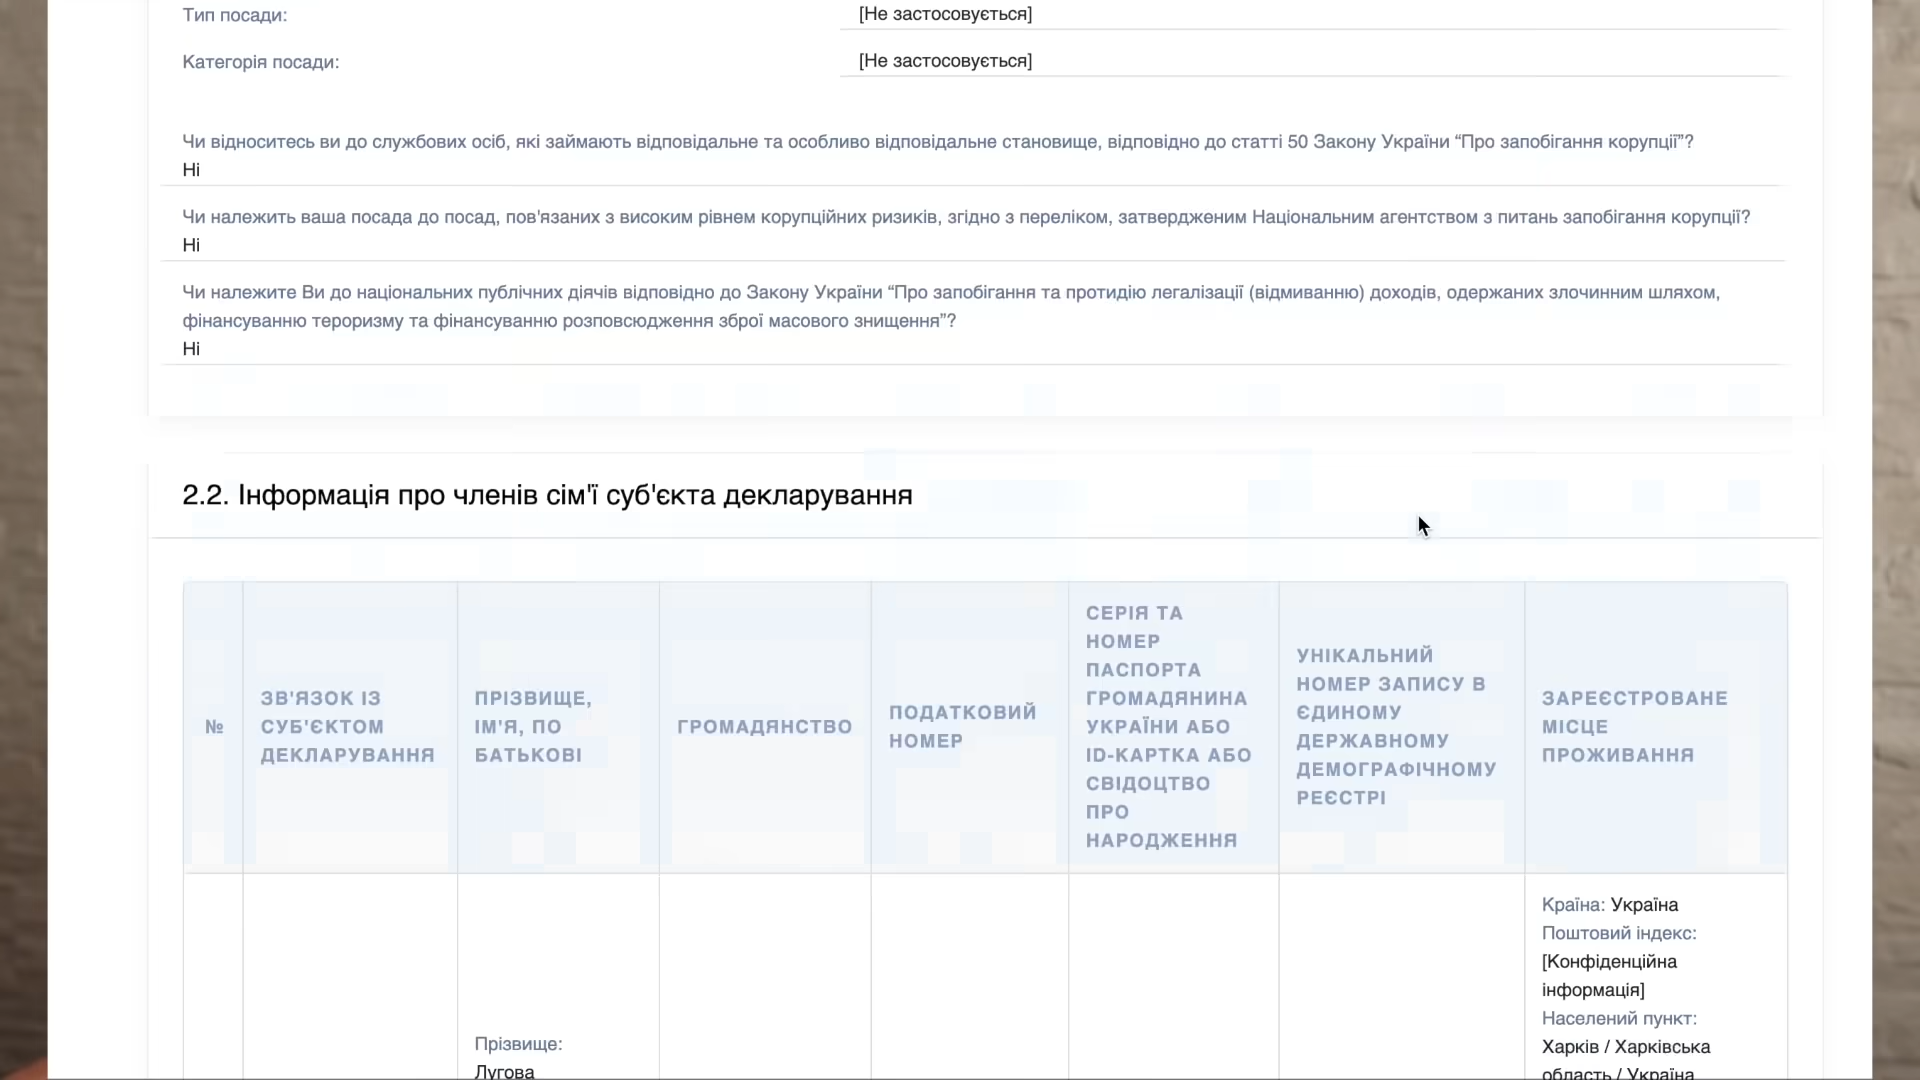 Тип посади:
[Не застосовується]
Категорія посади:
[Не застосовується]
Чи відноситесь ви до службових осіб, які займають відповідальне та особливо відповідальне становище, відповідно до статті 50 Закону України “Про запобігання корупції”?
Ні
Чи належить ваша посада до посад, пов'язаних з високим рівнем корупційних ризиків, згідно з переліком, затвердженим Національним агентством з питань запобігання корупції?
Ні
Чи належите Ви до національних публічних діячів відповідно до Закону України “Про запобігання та протидію легалізації (відмиванню) доходів, одержаних злочинним шляхом,
фінансуванню тероризму та фінансуванню розповсюдження зброї масового знищення”?
Ні
2.2. Інформація про членів сім'ї суб'єкта декларування
№
ЗВ'ЯЗОК ІЗ
СУБ'ЄКТОМ
ДЕКЛАРУВАННЯ
ПРІЗВИЩЕ,
ІМ'Я, ПО
БАТЬКОВІ
ГРОМАДЯНСТВО
ПОДАТКОВИЙ
НОМЕР
СЕРІЯ ТА
НОМЕР
ПАСПОРТА
ГРОМАДЯНИНА
УКРАЇНИ АБО
ID-КАРТКА АБО
СВІДОЦТВО
ПРО
НАРОДЖЕННЯ
УНІКАЛЬНИЙ
НОМЕР ЗАПИСУ В
ЄДИНОМУ
ДЕРЖАВНОМУ
ДЕМОГРАФІЧНОМУ
РЕЄСТРІ
ЗАРЕЄСТРОВАНЕ
МІСЦЕ
ПРОЖИВАННЯ
Прізвище:
Лугова
Країна: Україна
Поштовий індекс:
[Конфіденційна
інформація]
Населений пункт:
Харків / Харківська
область / Україна